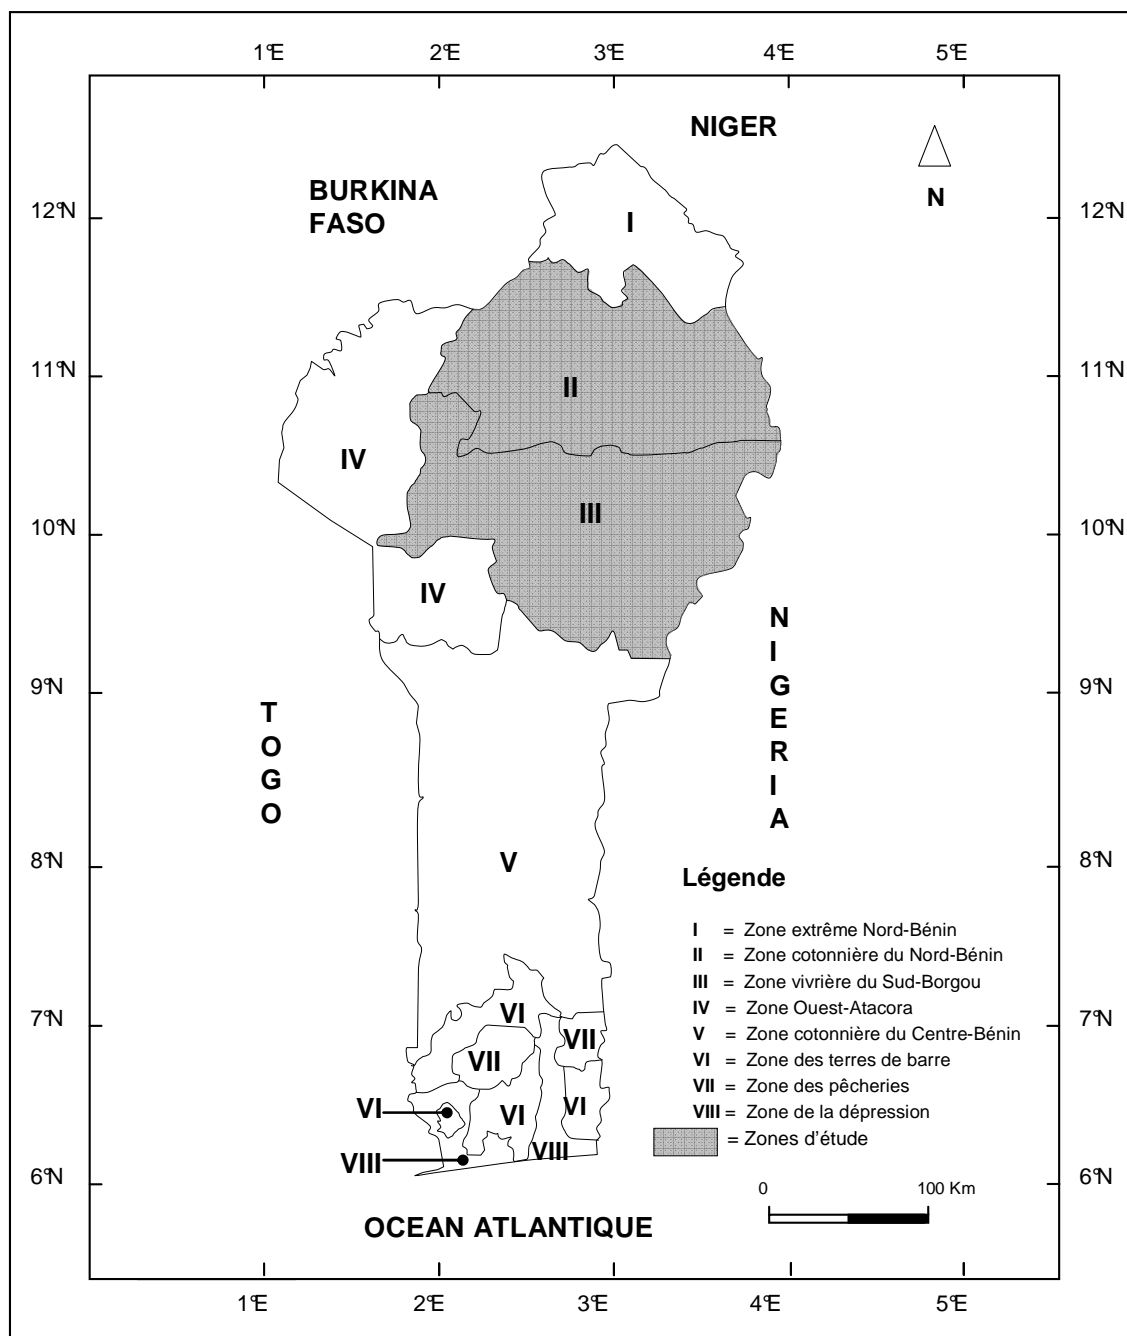 1°E 2°E 3°E 4°E 5°E
NIGER
BURKINA
FASO
N
12°N 12°N
I
11°N 11°N
II
IV
III
10°N 10°N
IV
NIGERIA
9°N 9°N
TOGO
8°N 8°N
V
Légende
I = Zone extrême Nord-Bénin
II = Zone cotonnière du Nord-Bénin
III = Zone vivrière du Sud-Borgou
IV = Zone Ouest-Atacora
V = Zone cotonnière du Centre-Bénin
VI = Zone des terres de barre
VII = Zone des pêcheries
VIII = Zone de la dépression
= Zones d'étude
7°N 7°N
VI
VII
VII
VI
VI
VI
VIII
VIII
6°N 6°N
0 100 Km
OCEAN ATLANTIQUE
1°E 2°E 3°E 4°E 5°E